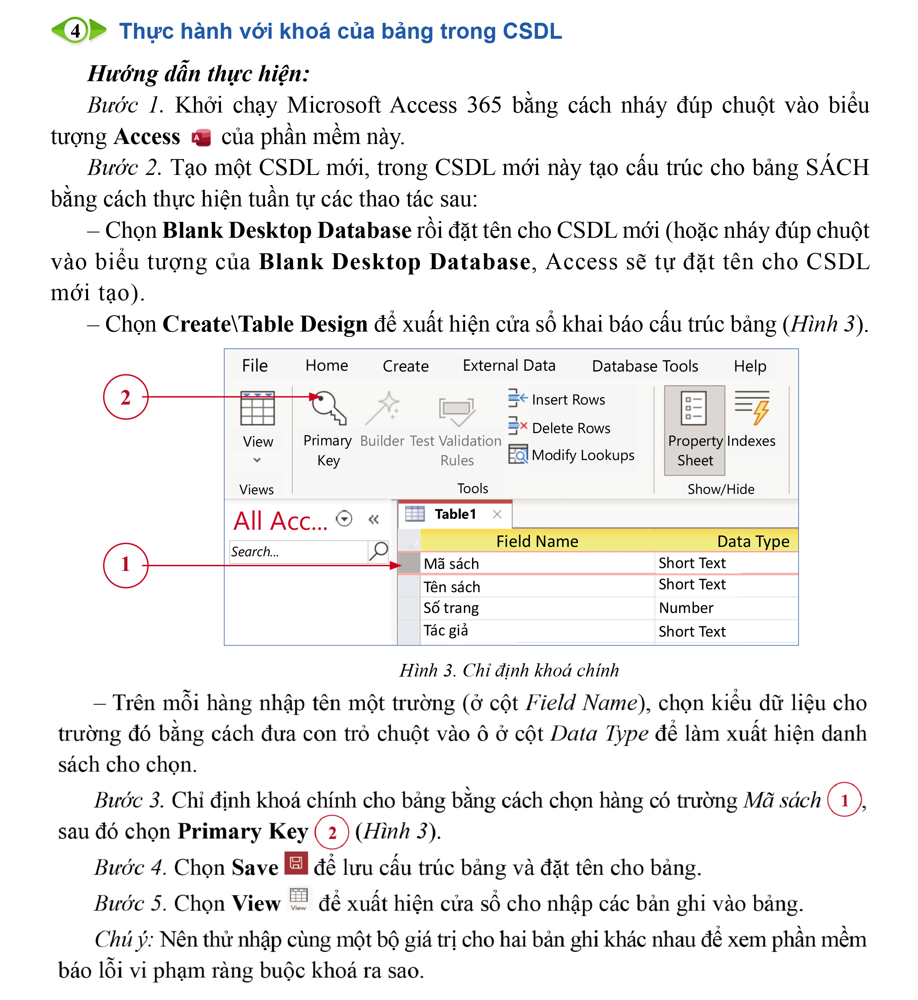 4 Thực hành với khoá của bảng trong CSDL
Hướng dẫn thực hiện:
Bước 1. Khởi chạy Microsoft Access 365 bằng cách nháy đúp chuột vào biểu
tượng Access A của phần mềm này.
Bước 2. Tạo một CSDL mới, trong CSDL mới này tạo cấu trúc cho bảng SÁCH
bằng cách thực hiện tuần tự các thao tác sau:
– Chọn Blank Desktop Database rồi đặt tên cho CSDL mới (hoặc nháy đúp chuột
vào biểu tượng của Blank Desktop Database, Access sẽ tự đặt tên cho CSDL
mới tạo).
– Chọn Create\Table Design để xuất hiện cửa sổ khai báo cấu trúc bảng (Hình 3).
File Home Create External Data Database Tools Help
2
Insert Rows
Delete Rows
Modify Lookups
View Primary Key Builder Test Validation Rules Property Sheet Indexes
Views Tools Show/Hide
All Acc... « Table1 ×
Field Name Data Type
Search...
1
Mã sách Short Text
Tên sách Short Text
Số trang Number
Tác giả Short Text
Hình 3. Chỉ định khoá chính
– Trên mỗi hàng nhập tên một trường (ở cột Field Name), chọn kiểu dữ liệu cho
trường đó bằng cách đưa con trỏ chuột vào ô ở cột Data Type để làm xuất hiện danh
sách cho chọn.
Bước 3. Chỉ định khoá chính cho bảng bằng cách chọn hàng có trường Mã sách 1,
sau đó chọn Primary Key 2 (Hình 3).
Bước 4. Chọn Save để lưu cấu trúc bảng và đặt tên cho bảng.
Bước 5. Chọn View View để xuất hiện cửa sổ cho nhập các bản ghi vào bảng.
Chú ý: Nên thử nhập cùng một bộ giá trị cho hai bản ghi khác nhau để xem phần mềm
báo lỗi vi phạm ràng buộc khoá ra sao.